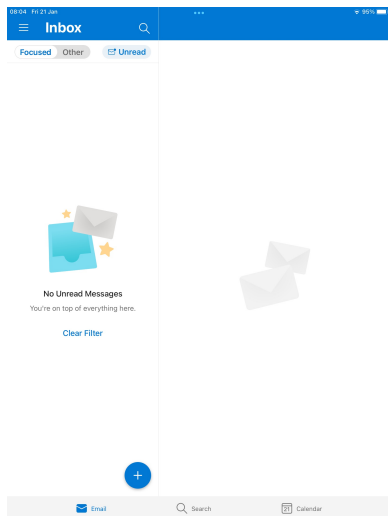 08:04 Fri 21 Jan
95%
Inbox
Focused Other Unread
No Unread Messages
You're on top of everything here.
Clear Filter
Email Search 21 Calendar